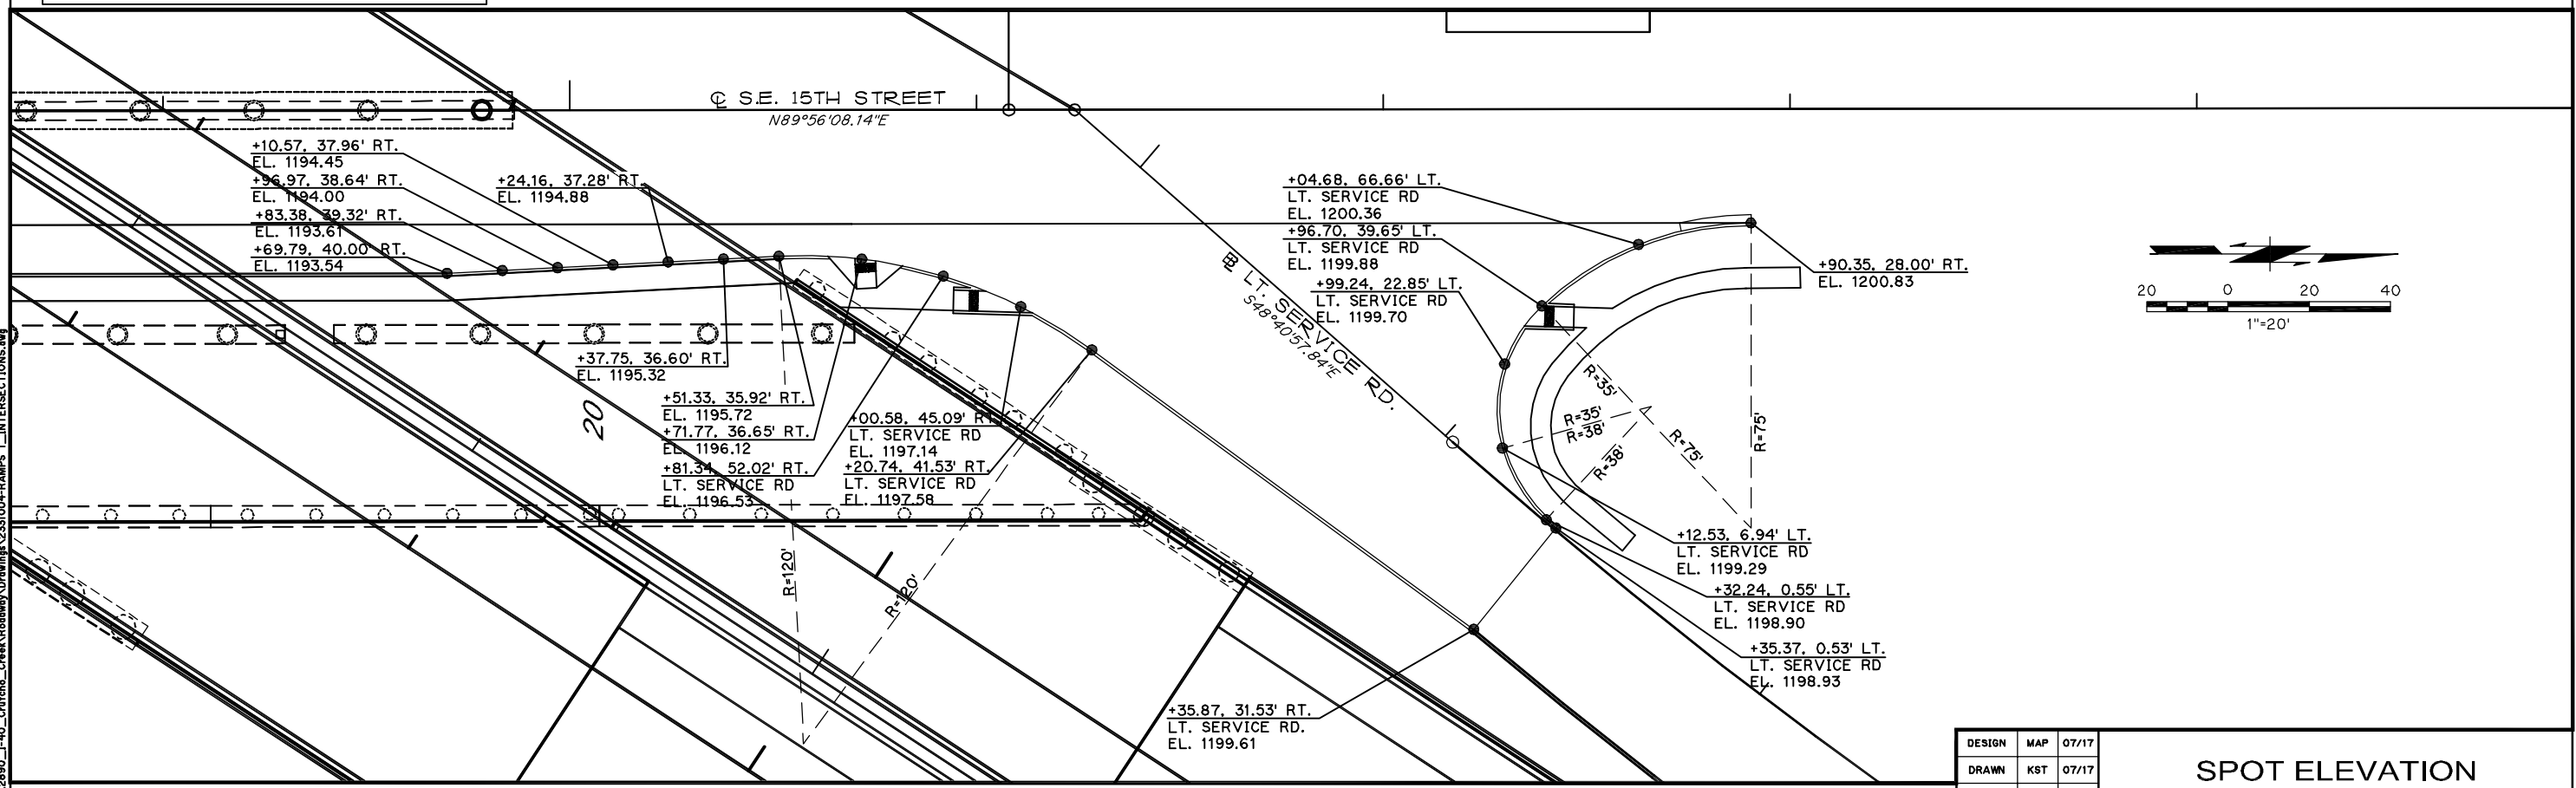 ℄ S.E. 15TH STREET
N89°56'08.14"E
+10.57, 37.96' RT.
EL. 1194.45
+96.97, 38.64' RT.
EL. 1194.00
+83.38, 39.32' RT.
EL. 1193.61
+69.79, 40.00' RT.
EL. 1193.54
+24.16, 37.28' RT.
EL. 1194.88
+37.75, 36.60' RT.
EL. 1195.32
20
+51.33, 35.92' RT.
EL. 1195.72
+71.77, 36.65' RT.
EL. 1196.12
+81.34, 52.02' RT.
LT. SERVICE RD
EL. 1196.53
+00.58, 45.09' RT.
LT. SERVICE RD
EL. 1197.14
+20.74, 41.53' RT.
LT. SERVICE RD
EL. 1197.58
R=120'
R=120'
LT. SERVICE RD.
S48°40'57.84"E
+04.68, 66.66' LT.
LT. SERVICE RD
EL. 1200.36
+96.70, 39.65' LT.
LT. SERVICE RD
EL. 1199.88
+99.24, 22.85' LT.
LT. SERVICE RD
EL. 1199.70
+90.35, 28.00' RT.
EL. 1200.83
R=35'
R=35'
R=38'
R=38'
R=75'
R=75'
+12.53, 6.94' LT.
LT. SERVICE RD
EL. 1199.29
+32.24, 0.55' LT.
LT. SERVICE RD
EL. 1198.90
+35.37, 0.53' LT.
LT. SERVICE RD
EL. 1198.93
+35.87, 31.53' RT.
LT. SERVICE RD.
EL. 1199.61
20 0 20 40
1"=20'
DESIGN MAP 07/17
DRAWN KST 07/17
SPOT ELEVATION